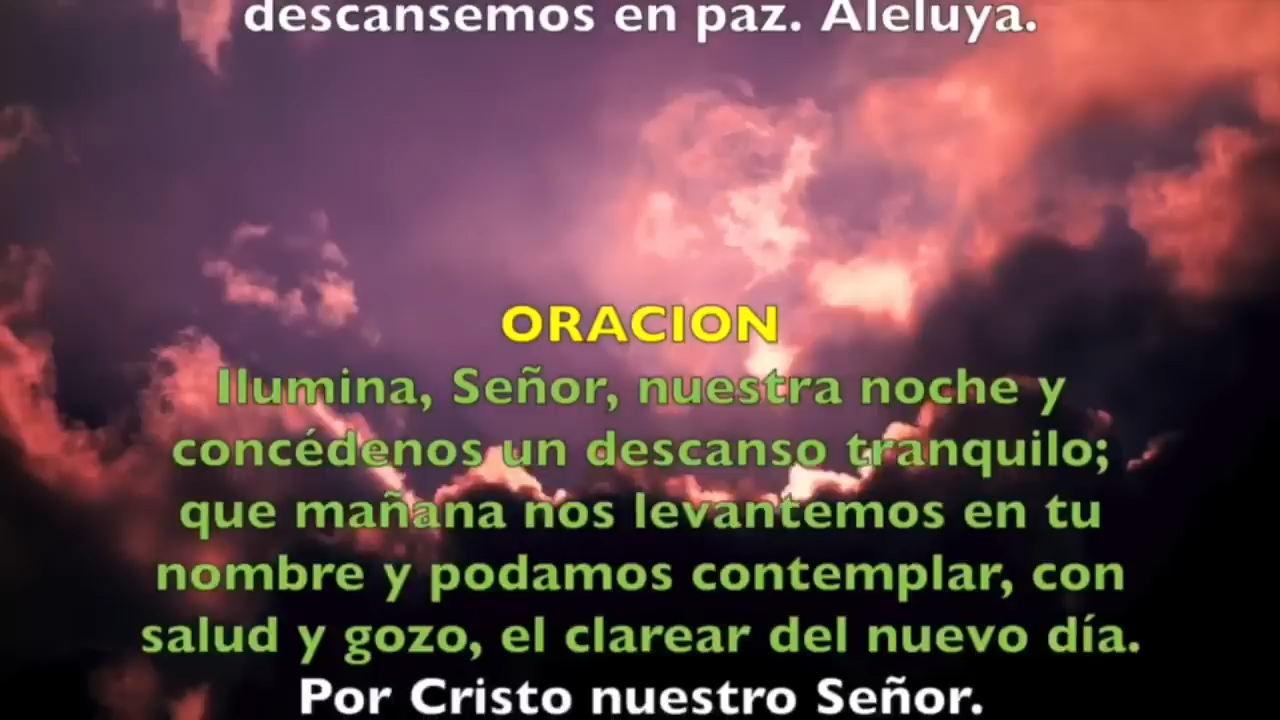 descansemos en paz. Aleluya.
ORACION
Ilumina, Señor, nuestra noche y
concédenos un descanso tranquilo;
que mañana nos levantemos en tu
nombre y podamos contemplar, con
salud y gozo, el clarear del nuevo día.
Por Cristo nuestro Señor.